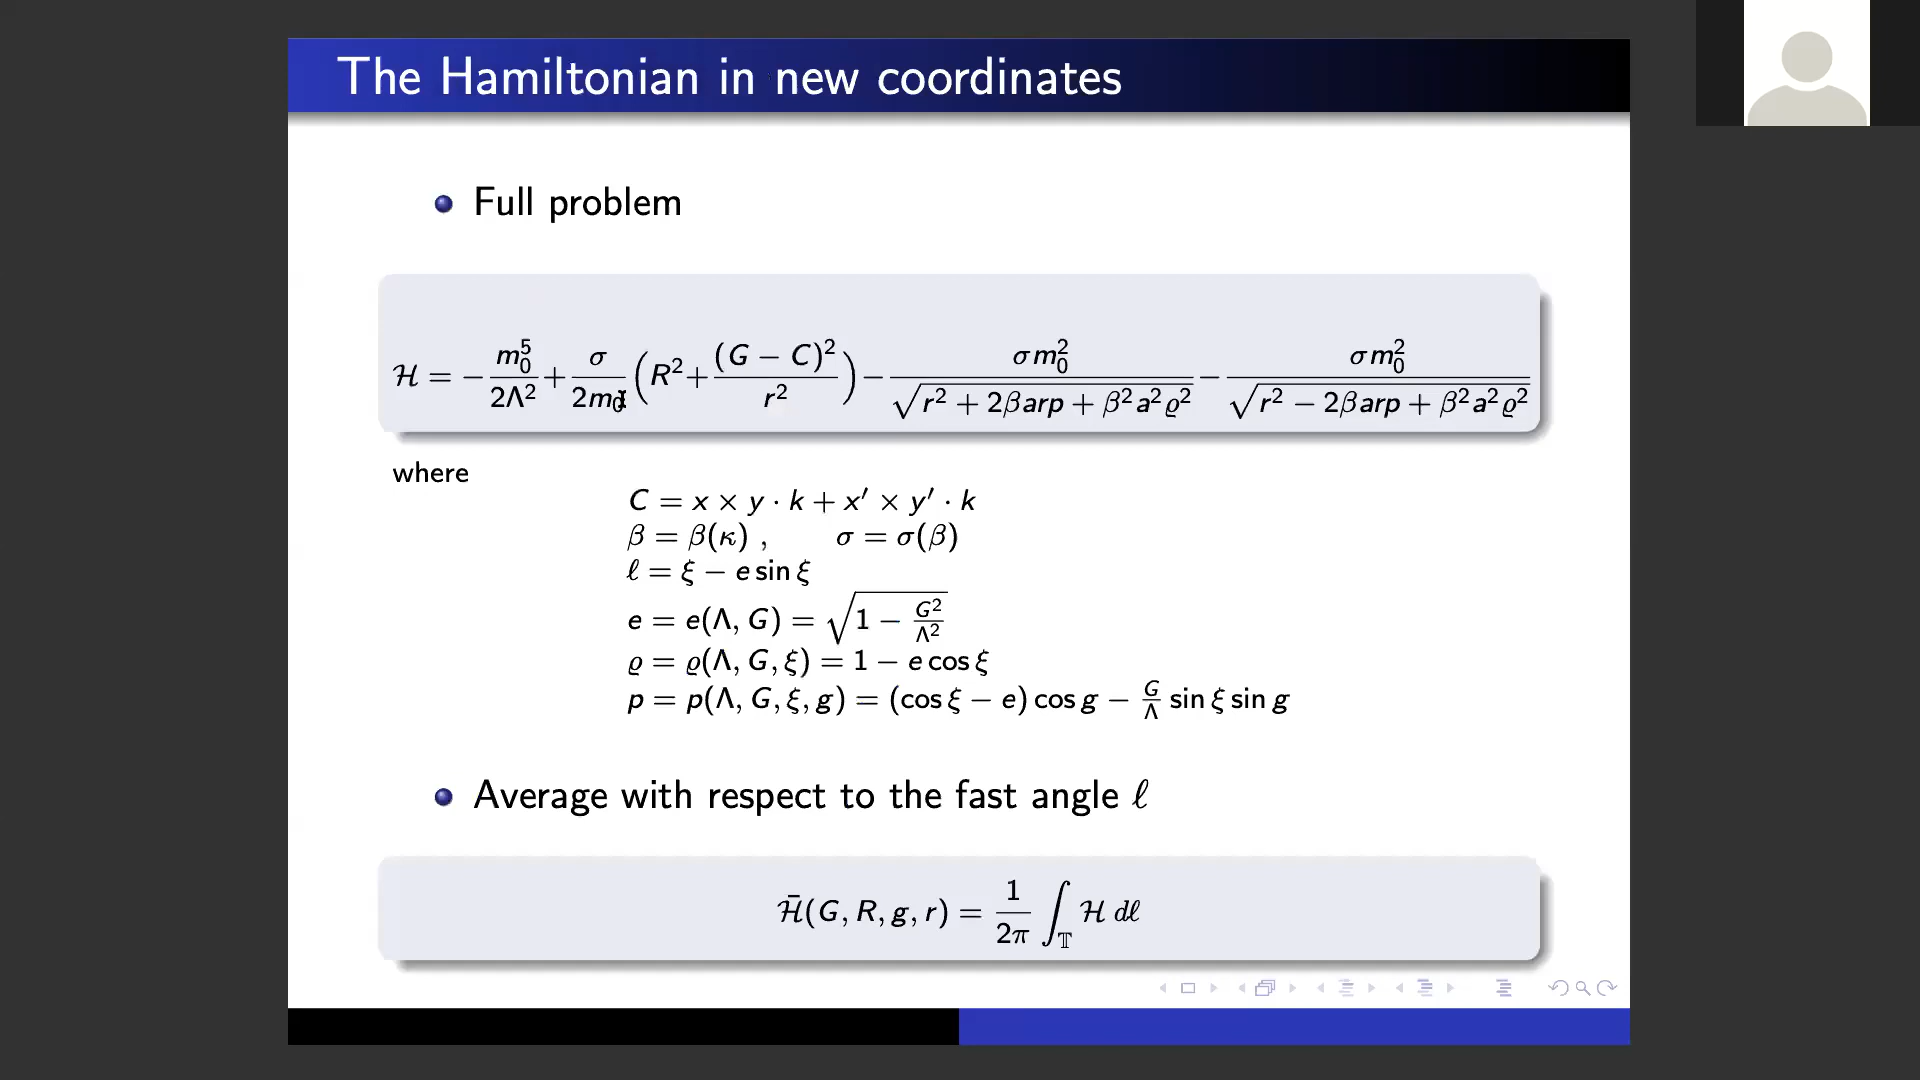 The Hamiltonian in new coordinates
Full problem
ℋ = − m₀⁵/2Λ² + σ/2m₀ (R² + (G − C)²/r²) − σm₀²/√(r² + 2βarp + β²a²ϱ²) − σm₀²/√(r² − 2βarp + β²a²ϱ²)
where
C = x × y · k + x′ × y′ · k
β = β(κ) , σ = σ(β)
ℓ = ξ − e sin ξ
e = e(Λ, G) = √(1 − G²/Λ²)
ϱ = ϱ(Λ, G, ξ) = 1 − e cos ξ
p = p(Λ, G, ξ, g) = (cos ξ − e) cos g − G/Λ sin ξ sin g
Average with respect to the fast angle ℓ
ℋ̄(G, R, g, r) = 1/2π ∫_𝕋 ℋ dℓ